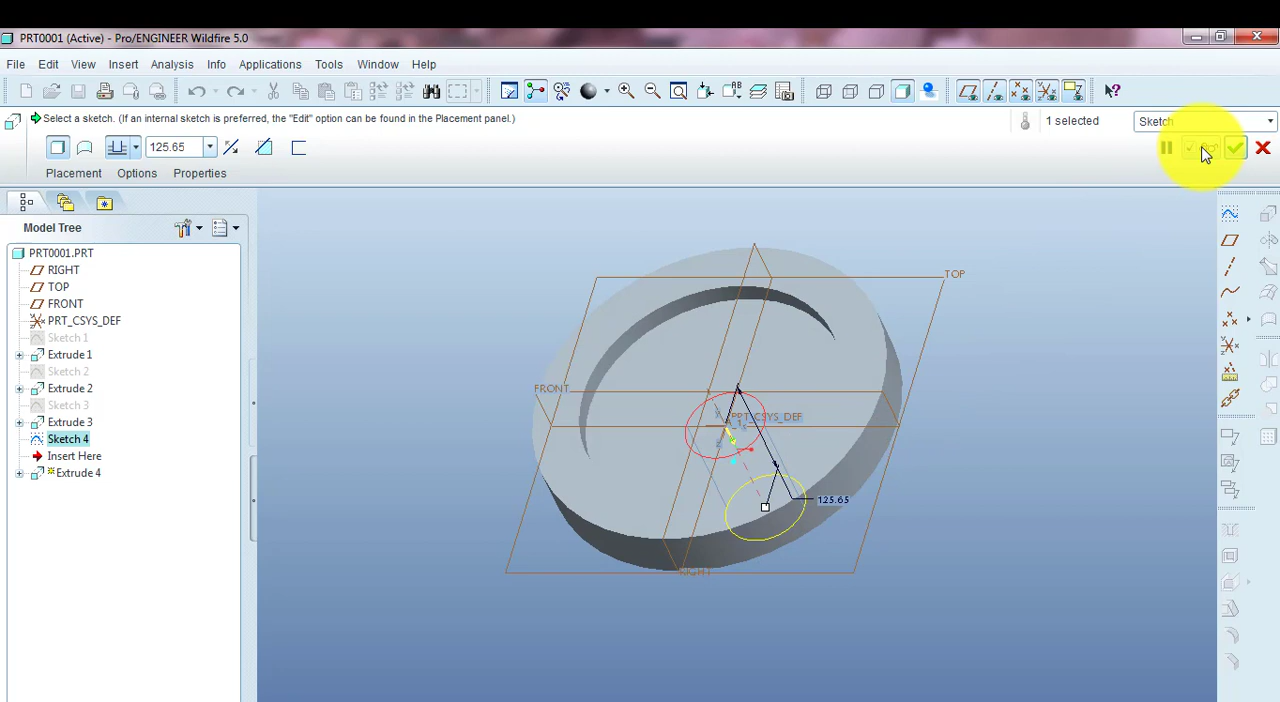 PRT0001 (Active) - Pro/ENGINEER Wildfire 5.0
File Edit View Insert Analysis Info Applications Tools Window Help
Select a sketch. (If an internal sketch is preferred, the "Edit" option can be found in the Placement panel.)
1 selected
Sketch
125.65
Placement Options Properties
Model Tree
PRT0001.PRT
RIGHT
TOP
FRONT
PRT_CSYS_DEF
Sketch 1
Extrude 1
Sketch 2
Extrude 2
Sketch 3
Extrude 3
Sketch 4
Insert Here
Extrude 4
TOP
FRONT
PRT_CSYS_DEF
125.65
RIGHT